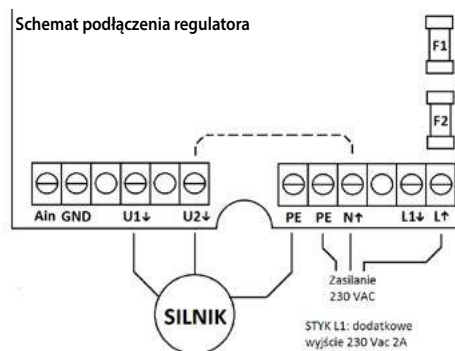 Schemat podłączenia regulatora
F1
F2
Ain GND U1↓ U2↓ PE PE N↑ L1↓ L↑
Zasilanie
230 VAC
SILNIK
STYK L1: dodatkowe
wyjście 230 Vac 2A